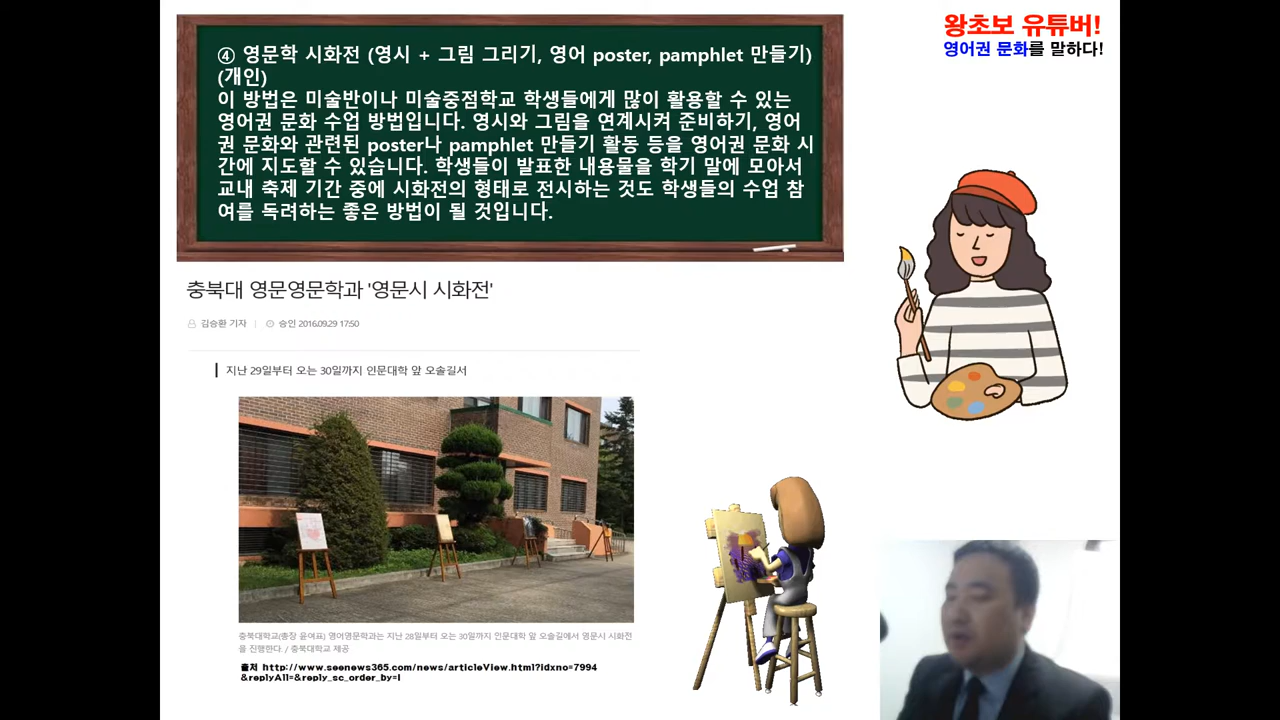 ④ 영문학 시화전 (영시 + 그림 그리기, 영어 poster, pamphlet 만들기)
(개인)
이 방법은 미술반이나 미술중점학교 학생들에게 많이 활용할 수 있는
영어권 문화 수업 방법입니다. 영시와 그림을 연계시켜 준비하기, 영어
권 문화와 관련된 poster나 pamphlet 만들기 활동 등을 영어권 문화 시
간에 지도할 수 있습니다. 학생들이 발표한 내용물을 학기 말에 모아서
교내 축제 기간 중에 시화전의 형태로 전시하는 것도 학생들의 수업 참
여를 독려하는 좋은 방법이 될 것입니다.
왕초보 유튜버!
영어권 문화를 말하다!
충북대 영문영문학과 '영문시 시화전'
김승환 기자 | 승인 2016.09.29 17:50
지난 29일부터 오는 30일까지 인문대학 앞 오솔길서
충북대학교(총장 윤여표) 영어영문학과는 지난 28일부터 오는 30일까지 인문대학 앞 오솔길에서 영문시 시화전
을 진행한다. / 충북대학교 제공
출처 http://www.seenews365.com/news/articleView.html?idxno=7994
&replyAll=&reply_sc_order_by=I